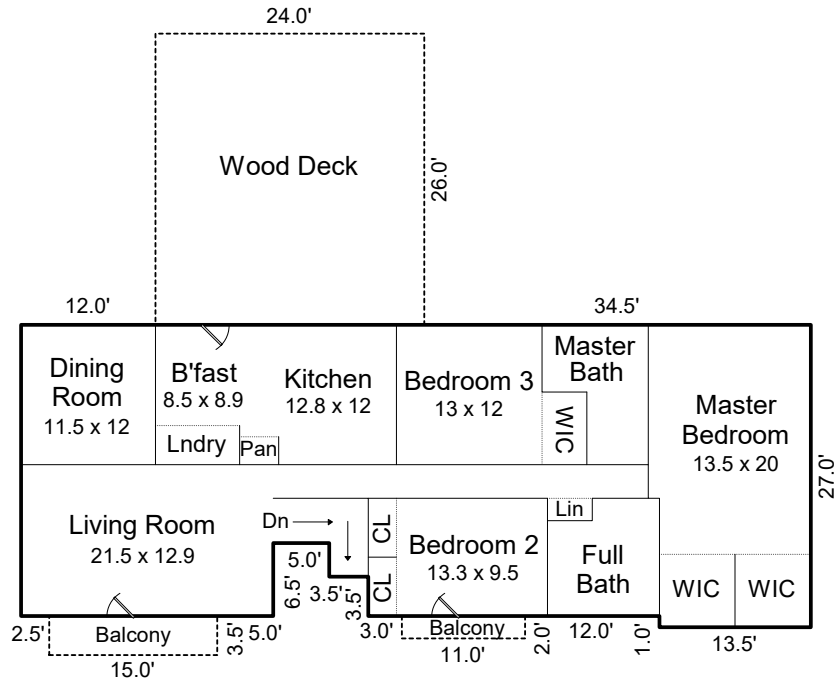 24.0'
Wood Deck
26.0'
12.0'
34.5'
Dining
Room
11.5 x 12
B'fast
8.5 x 8.9
Kitchen
12.8 x 12
Bedroom 3
13 x 12
Master
Bath
WIC
Master
Bedroom
13.5 x 20
27.0'
Lndry
Pan
Living Room
21.5 x 12.9
Dn
CL
CL
Bedroom 2
13.3 x 9.5
Lin
Full
Bath
WIC
WIC
5.0'
6.5'
3.5'
3.5'
2.5'
Balcony
15.0'
3.5'
5.0'
3.0'
Balcony
11.0'
2.0'
12.0'
1.0'
13.5'